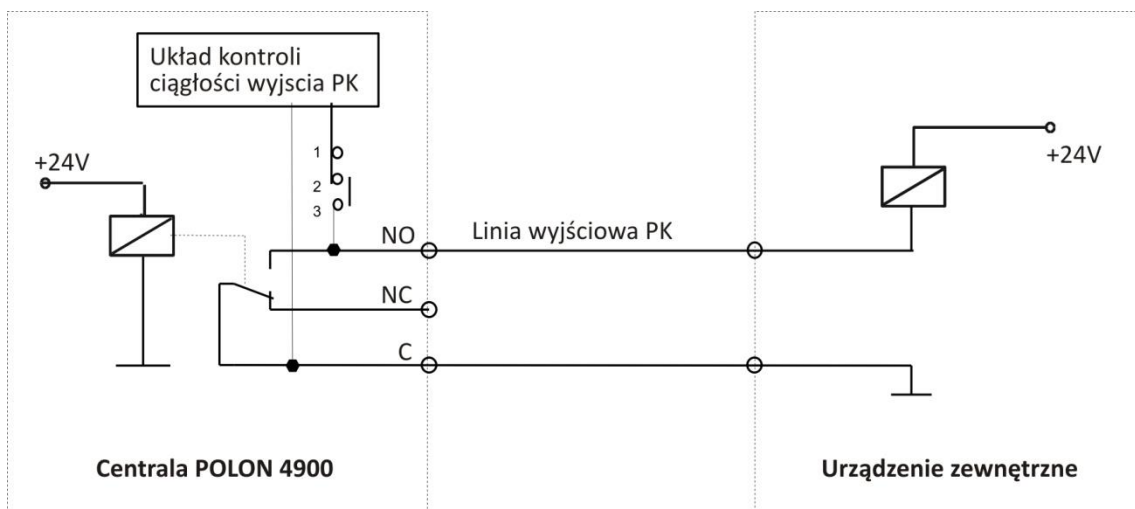 Układ kontroli
ciągłości wyjscia PK
+24V
1
2
3
NO
Linia wyjściowa PK
NC
C
+24V
Centrala POLON 4900
Urządzenie zewnętrzne